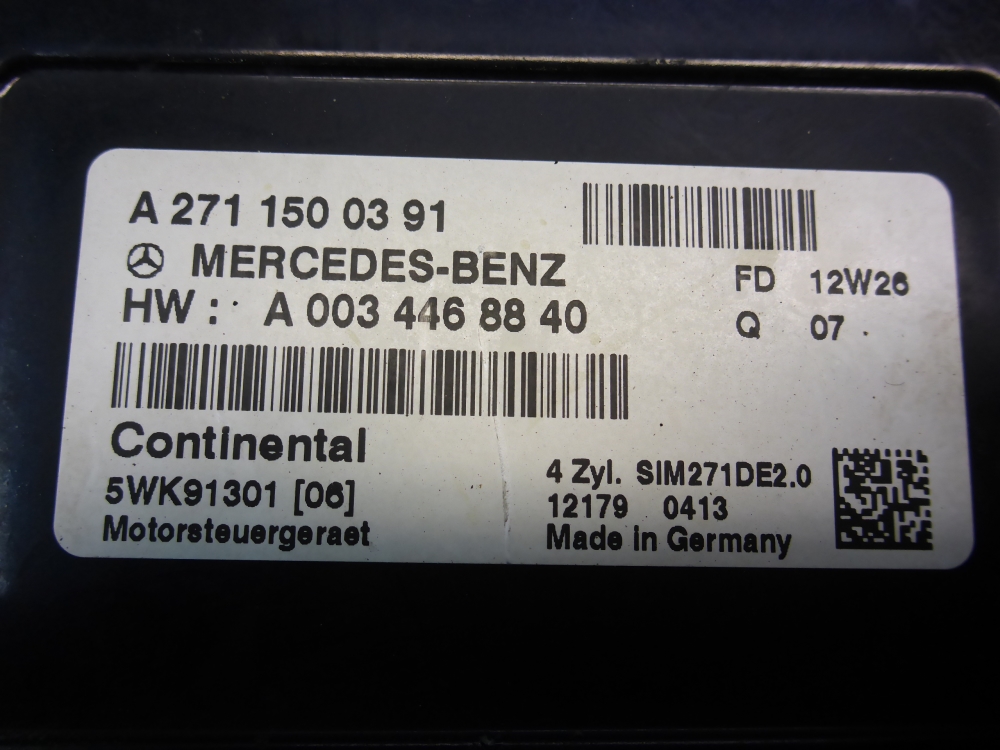 A 271 150 03 91
MERCEDES-BENZ
FD 12W26
HW : A 003 446 88 40
Q 07
Continental
5WK91301 [06]
Motorsteuergeraet
4 Zyl. SIM271DE2.0
12179 0413
Made in Germany